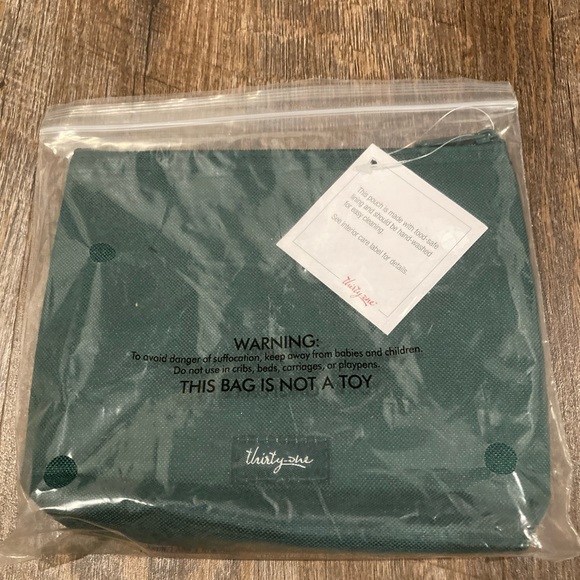 This pouch is made with food-safe
lining and should be hand-washed
for easy cleaning.
See interior care label for details.
thirty-one
WARNING:
To avoid danger of suffocation, keep away from babies and children.
Do not use in cribs, beds, carriages, or playpens.
THIS BAG IS NOT A TOY
thirty-one